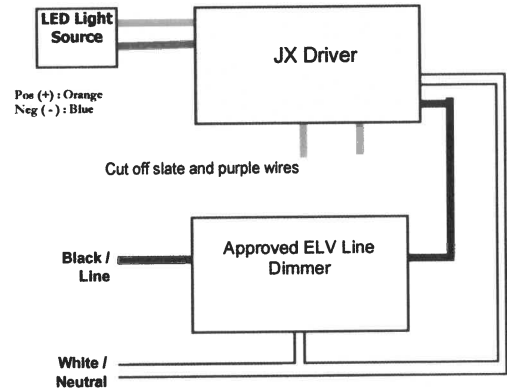 LED Light
Source
JX Driver
Pos (+) : Orange
Neg ( - ) : Blue
Cut off slate and purple wires
Approved ELV Line
Dimmer
Black /
Line
White /
Neutral